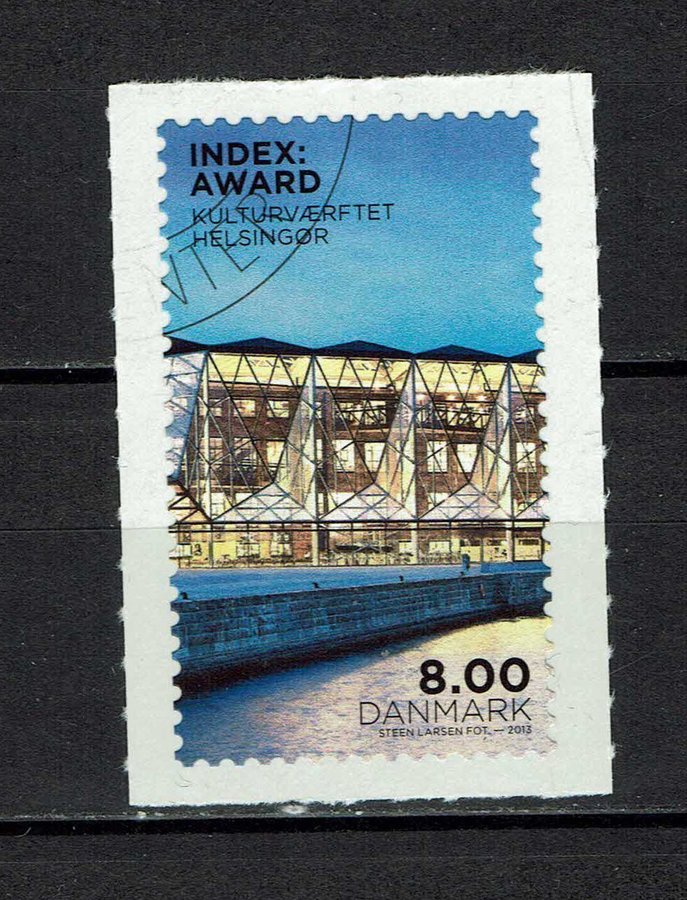 INDEX:
AWARD
KULTURVÆRFTET
HELSINGØR
8.00
DANMARK
STEEN LARSEN FOT. — 2013